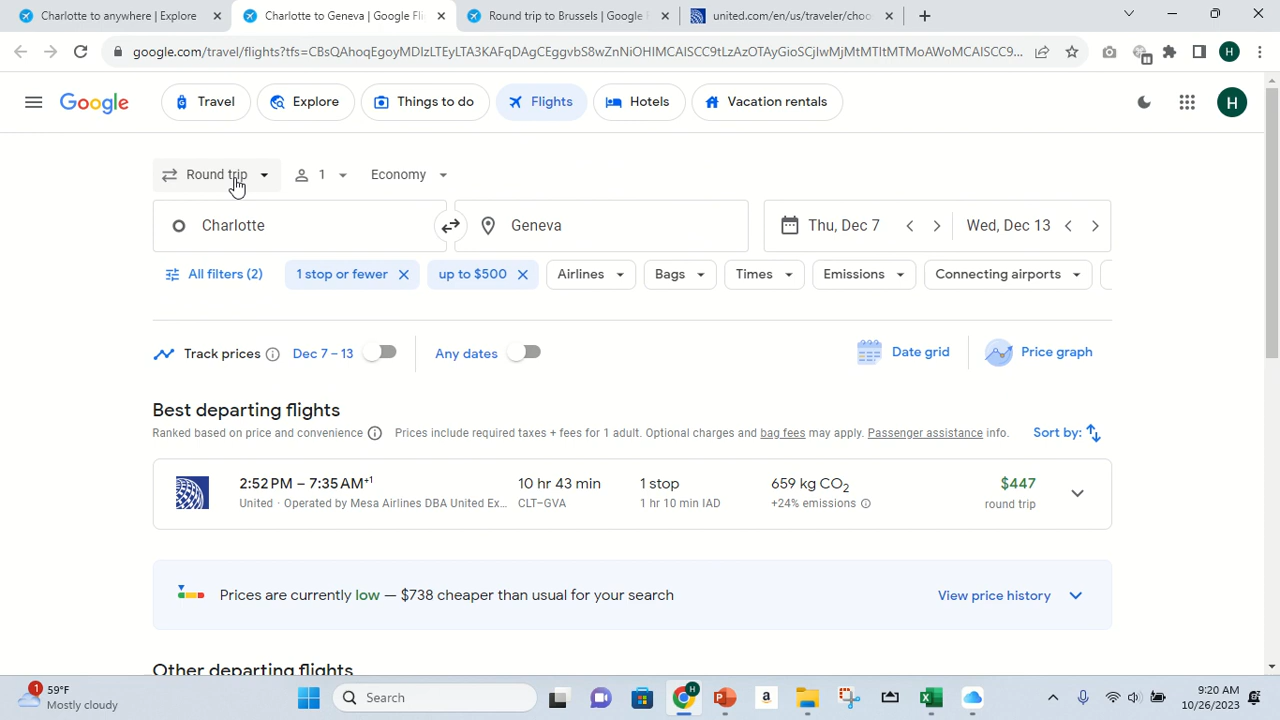 Charlotte to anywhere | Explore
Charlotte to Geneva | Google Fli
Round trip to Brussels | Google F
united.com/en/us/traveler/choo
google.com/travel/flights?tfs=CBsQAhoqEgoyMDIzLTEyLTA3KAFqDAgCEggvbS8wZnNiOHIMCAISCC9tLzAzOTAyGioSCjIwMjMtMTItMTMoAWoMCAISCC9...
H
Google
Travel
Explore
Things to do
Flights
Hotels
Vacation rentals
H
Round trip
1
Economy
Charlotte
Geneva
Thu, Dec 7
Wed, Dec 13
All filters (2)
1 stop or fewer
up to $500
Airlines
Bags
Times
Emissions
Connecting airports
Track prices
Dec 7 – 13
Any dates
Date grid
Price graph
Best departing flights
Ranked based on price and convenience
Prices include required taxes + fees for 1 adult. Optional charges and bag fees may apply. Passenger assistance info.
Sort by:
2:52 PM – 7:35 AM+1
10 hr 43 min
1 stop
659 kg CO2
$447
United · Operated by Mesa Airlines DBA United Ex...
CLT–GVA
1 hr 10 min IAD
+24% emissions
round trip
Prices are currently low — $738 cheaper than usual for your search
View price history
Other departing flights
1
59°F
Mostly cloudy
Search
H
9:20 AM
10/26/2023